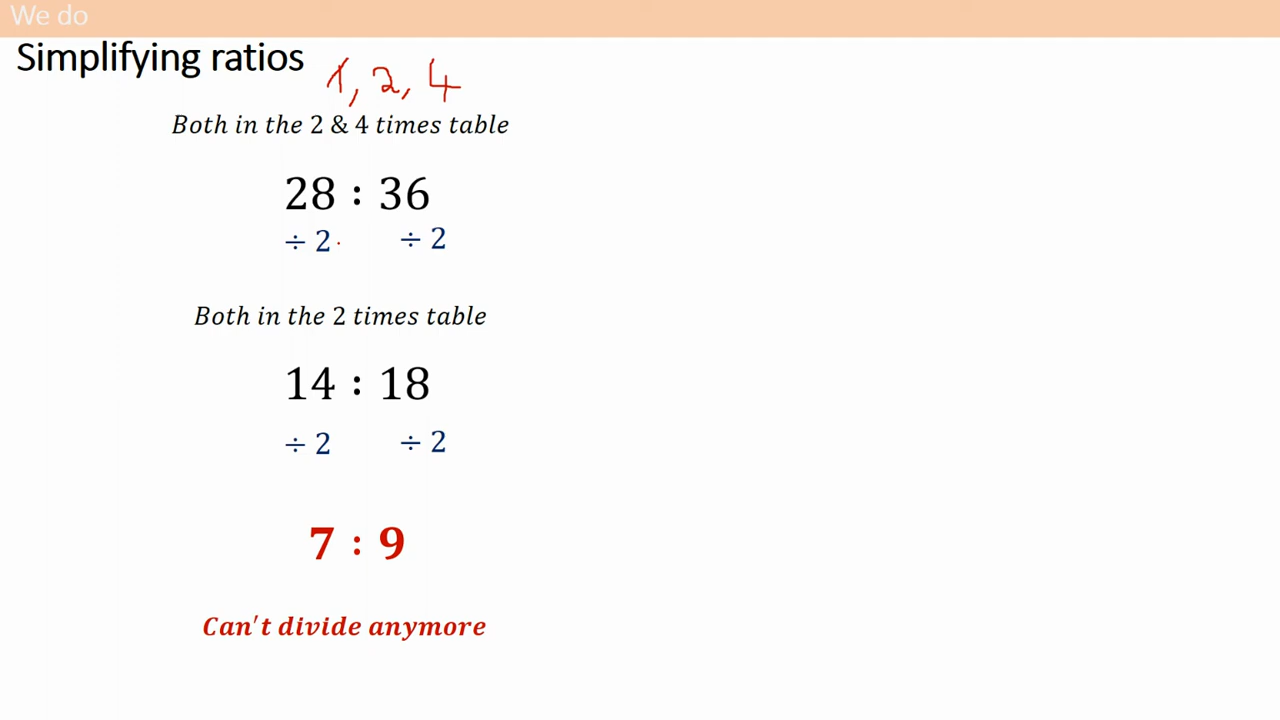 We do
Simplifying ratios
1, 2, 4
Both in the 2 & 4 times table
28 : 36
÷ 2 ÷ 2
Both in the 2 times table
14 : 18
÷ 2 ÷ 2
7 : 9
Can't divide anymore